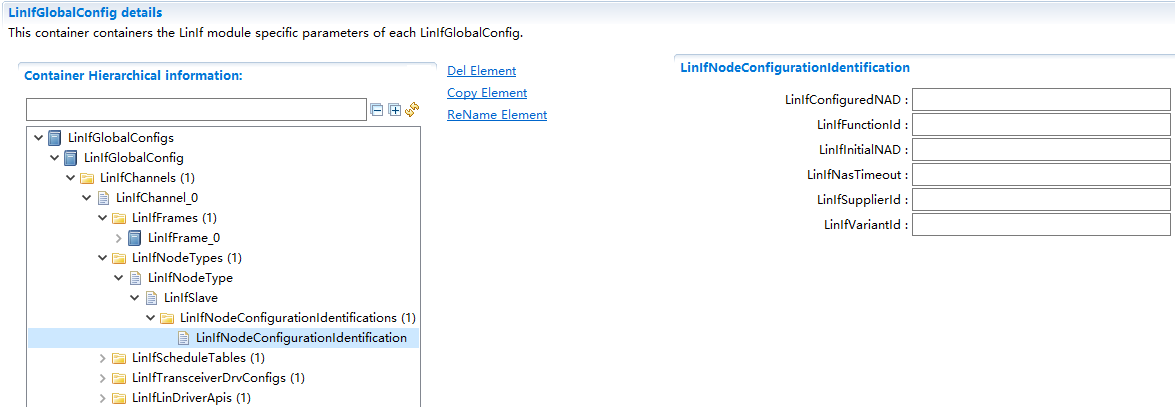 LinIfGlobalConfig details
This container containers the LinIf module specific parameters of each LinIfGlobalConfig.
Container Hierarchical information:
Del Element
Copy Element
ReName Element
LinIfGlobalConfigs
LinIfGlobalConfig
LinIfChannels (1)
LinIfChannel_0
LinIfFrames (1)
LinIfFrame_0
LinIfNodeTypes (1)
LinIfNodeType
LinIfSlave
LinIfNodeConfigurationIdentifications (1)
LinIfNodeConfigurationIdentification
LinIfScheduleTables (1)
LinIfTransceiverDrvConfigs (1)
LinIfLinDriverApis (1)
LinIfNodeConfigurationIdentification
LinIfConfiguredNAD :
LinIfFunctionId :
LinIfInitialNAD :
LinIfNasTimeout :
LinIfSupplierId :
LinIfVariantId :